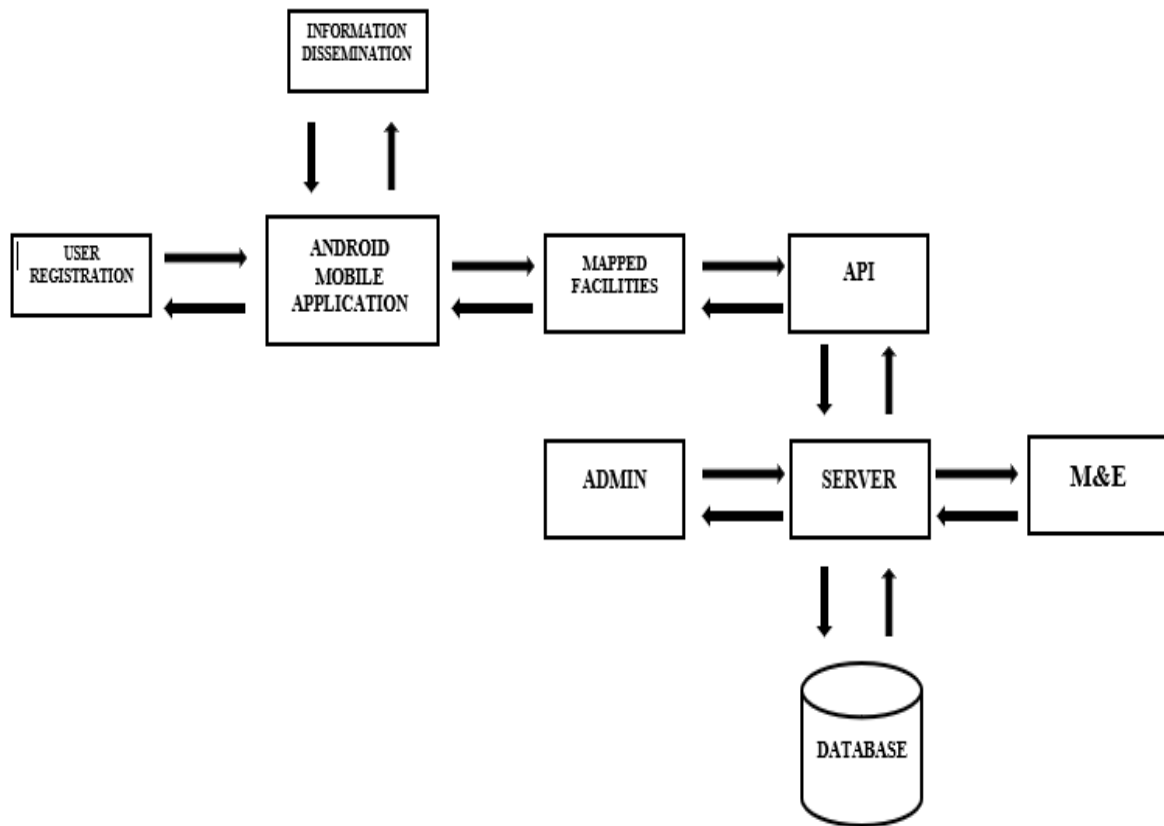 INFORMATION
DISSEMINATION
USER
REGISTRATION
ANDROID
MOBILE
APPLICATION
MAPPED
FACILITIES
API
ADMIN
SERVER
M&E
DATABASE